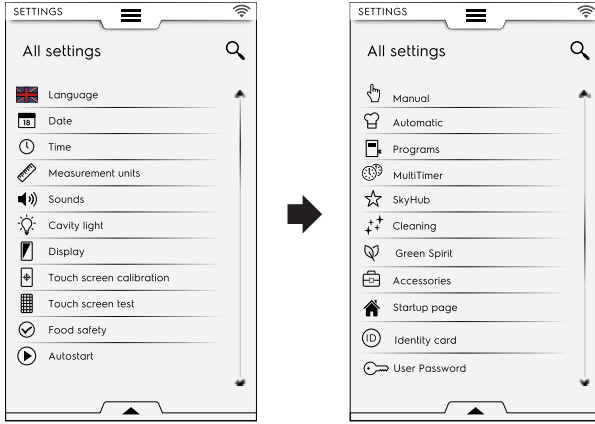 SETTINGS
All settings
Language
18 Date
Time
Measurement units
Sounds
Cavity light
Display
Touch screen calibration
Touch screen test
Food safety
Autostart
SETTINGS
All settings
Manual
Automatic
Programs
MultiTimer
SkyHub
Cleaning
Green Spirit
Accessories
Startup page
ID Identity card
User Password